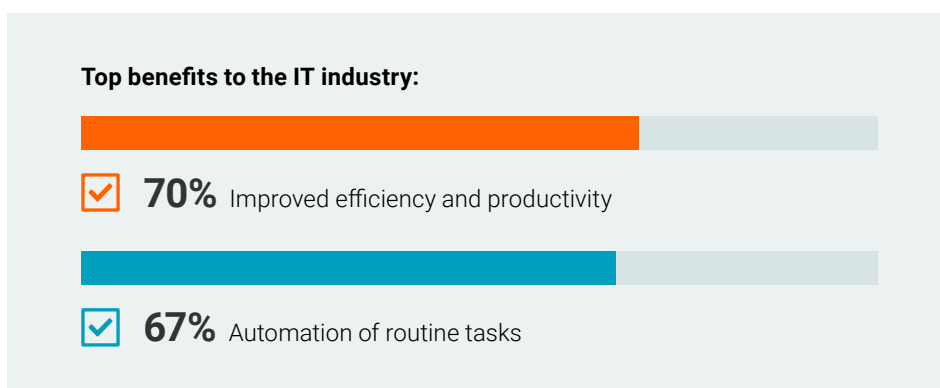 Top benefits to the IT industry:
70% Improved efficiency and productivity
67% Automation of routine tasks